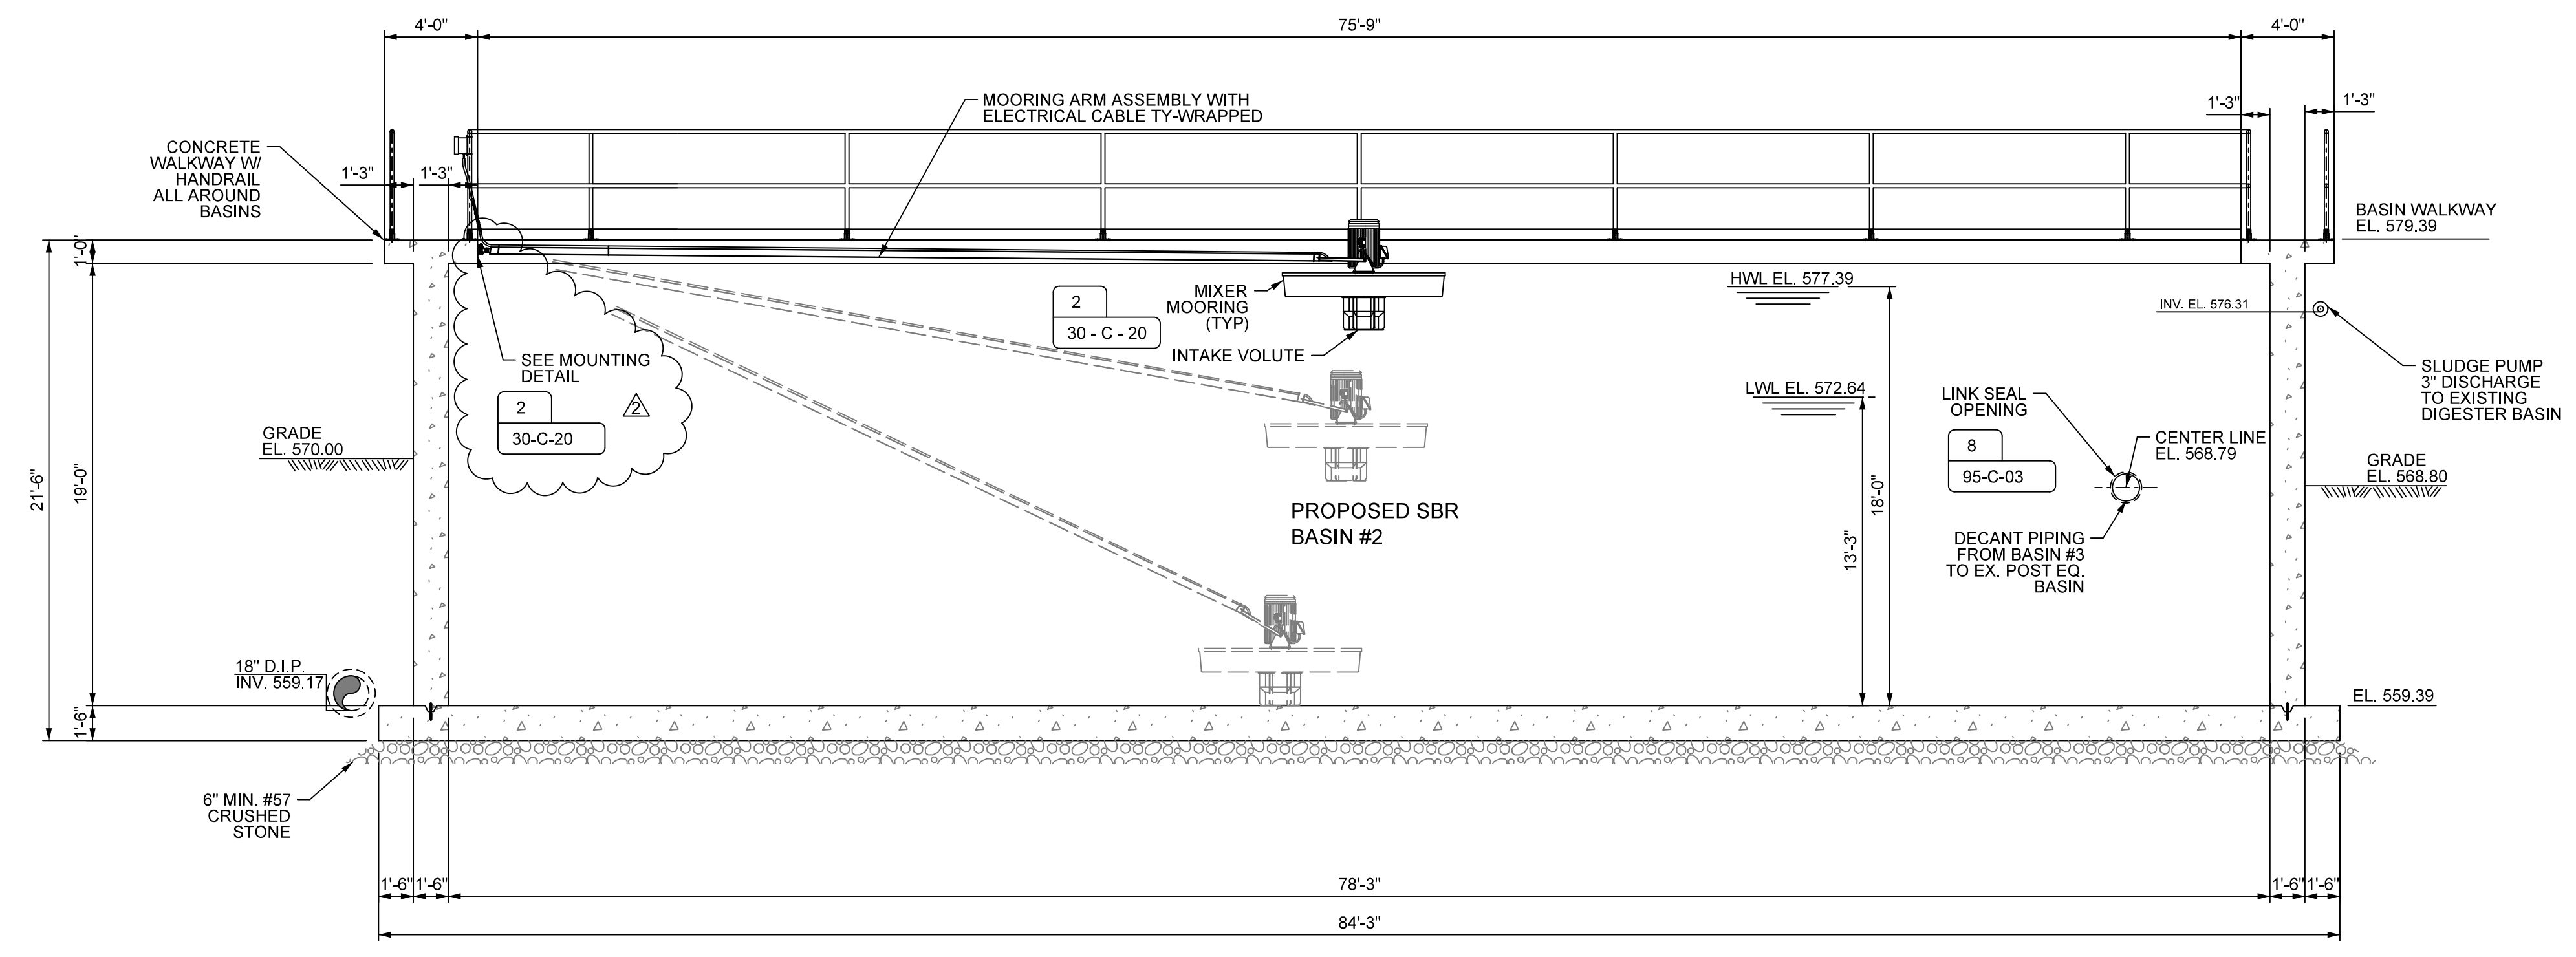 4'-0"
75'-9"
4'-0"
MOORING ARM ASSEMBLY WITH
ELECTRICAL CABLE TY-WRAPPED
1'-3"
1'-3"
CONCRETE
WALKWAY W/
HANDRAIL
ALL AROUND
BASINS
1'-3"
1'-3"
BASIN WALKWAY
EL. 579.39
1'-0"
HWL EL. 577.39
MIXER
MOORING
(TYP)
2
30 - C - 20
INV. EL. 576.31
INTAKE VOLUTE
SEE MOUNTING
DETAIL
2
30-C-20
2
SLUDGE PUMP
3" DISCHARGE
TO EXISTING
DIGESTER BASIN
LWL EL. 572.64
LINK SEAL
OPENING
GRADE
EL. 570.00
CENTER LINE
EL. 568.79
8
95-C-03
GRADE
EL. 568.80
21'-6"
19'-0"
18'-0"
13'-3"
PROPOSED SBR
BASIN #2
DECANT PIPING
FROM BASIN #3
TO EX. POST EQ.
BASIN
18" D.I.P.
INV. 559.17
EL. 559.39
1'-6"
6" MIN. #57
CRUSHED
STONE
1'-6"
1'-6"
78'-3"
1'-6"
1'-6"
84'-3"